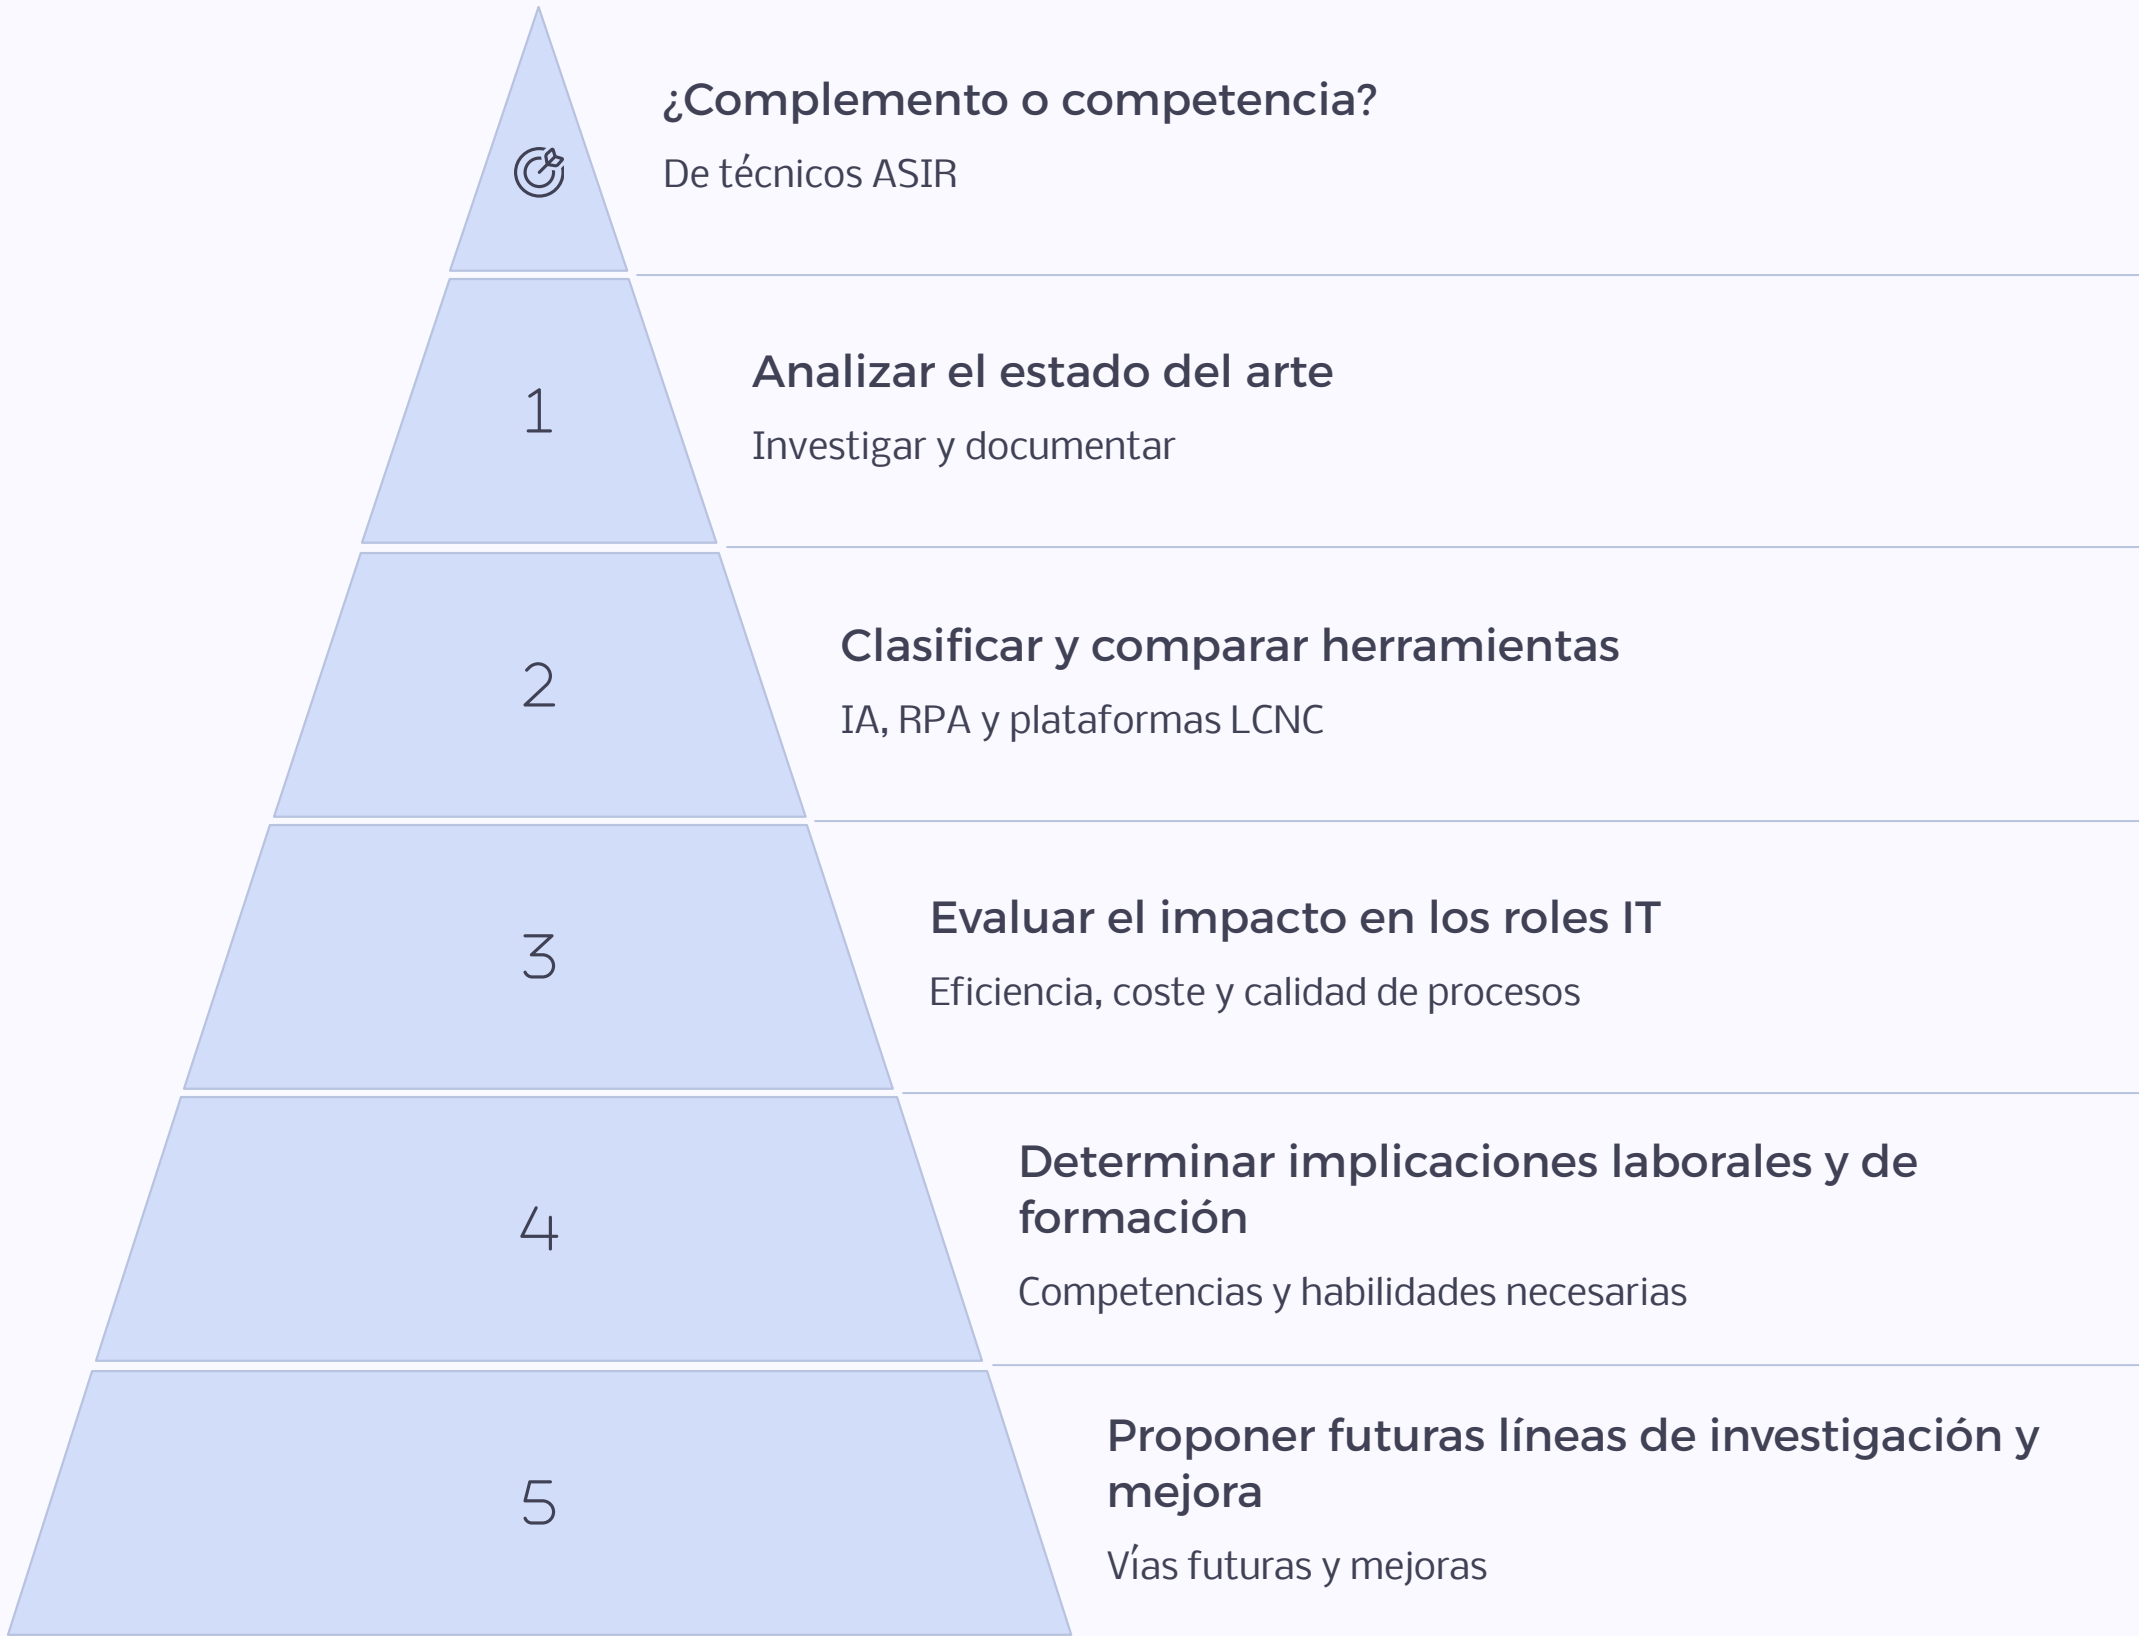 ¿Complemento o competencia?
De técnicos ASIR
1
Analizar el estado del arte
Investigar y documentar
2
Clasificar y comparar herramientas
IA, RPA y plataformas LCNC
3
Evaluar el impacto en los roles IT
Eficiencia, coste y calidad de procesos
4
Determinar implicaciones laborales y de
formación
Competencias y habilidades necesarias
5
Proponer futuras líneas de investigación y
mejora
Vías futuras y mejoras